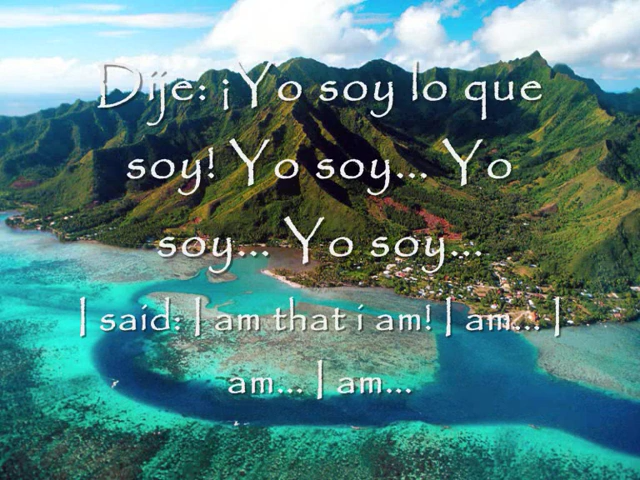 Dije: ¡Yo soy lo que
soy! Yo soy... Yo
soy... Yo soy...
I said: I am that i am! I am... I
am... I am...